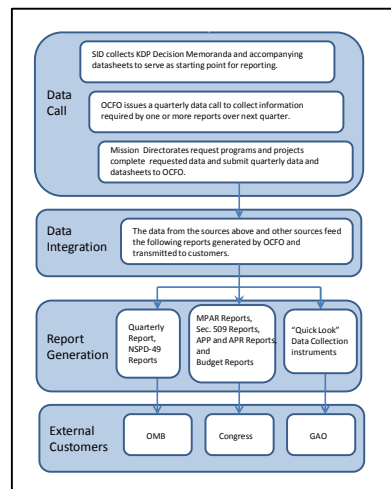 SID collects KDP Decision Memoranda and accompanying
datasheets to serve as starting point for reporting.
Data
Call
OCFO issues a quarterly data call to collect information
required by one or more reports over next quarter.
Mission Directorates request programs and projects
complete requested data and submit quarterly data and
datasheets to OCFO.
Data
Integration
The data from the sources above and other sources feed
the following reports generated by OCFO and
transmitted to customers.
Report
Generation
Quarterly
Report,
NSPD-49
Reports
MPAR Reports,
Sec. 509 Reports,
APP and APR Reports,
and
Budget Reports
“Quick Look”
Data Collection
instruments
External
Customers
OMB
Congress
GAO